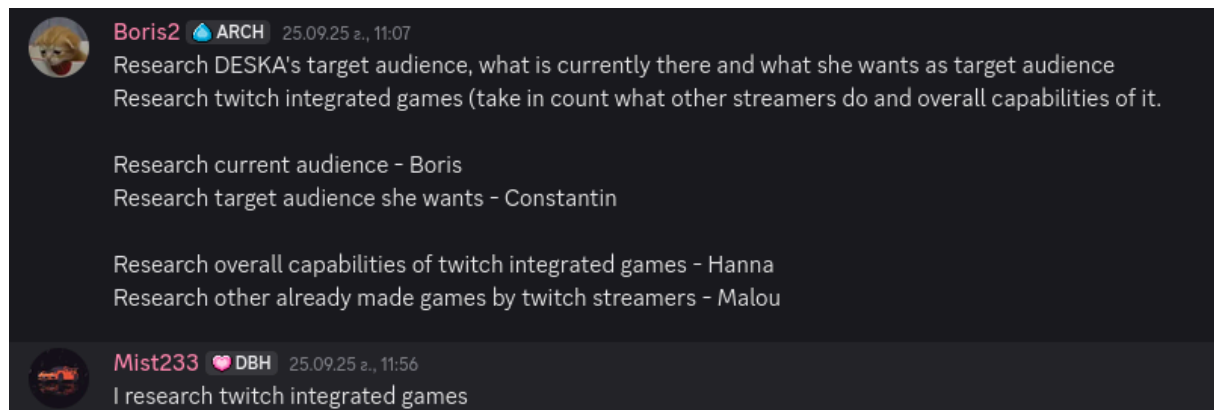 Boris2 ARCH 25.09.25 г., 11:07
Research DESKA's target audience, what is currently there and what she wants as target audience
Research twitch integrated games (take in count what other streamers do and overall capabilities of it.
Research current audience - Boris
Research target audience she wants - Constantin
Research overall capabilities of twitch integrated games - Hanna
Research other already made games by twitch streamers - Malou
Mist233 DBH 25.09.25 г., 11:56
I research twitch integrated games